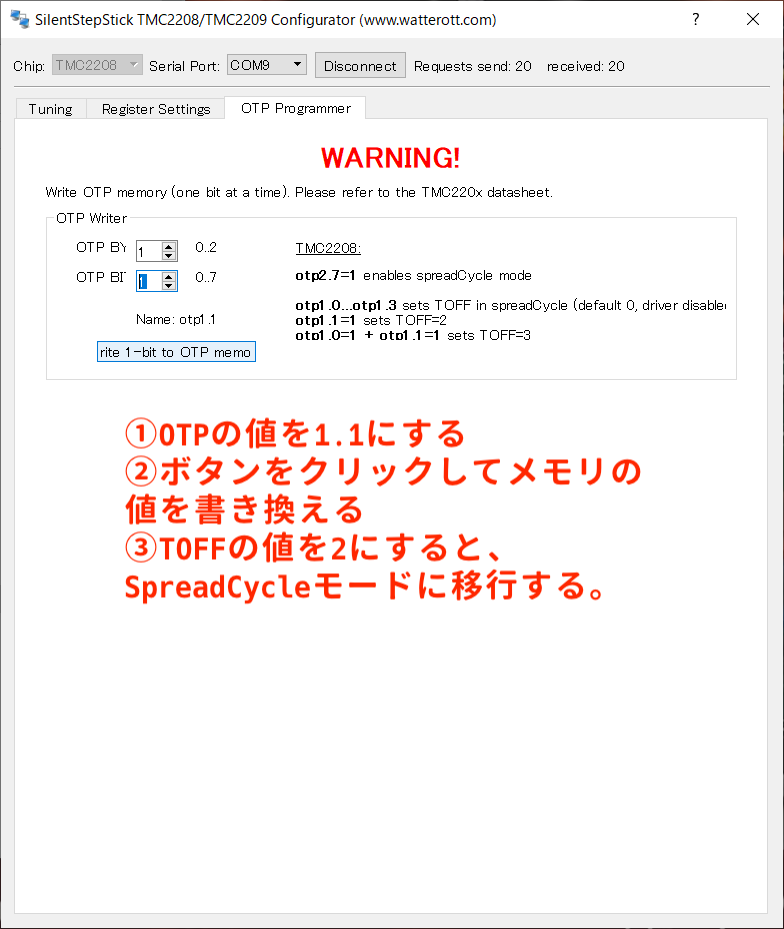 SilentStepStick TMC2208/TMC2209 Configurator (www.watterott.com)
Chip: TMC2208 Serial Port: COM9 Disconnect Requests send: 20 received: 20
Tuning Register Settings OTP Programmer
WARNING!
Write OTP memory (one bit at a time). Please refer to the TMC220x datasheet.
OTP Writer
OTP BY 1 0..2
TMC2208:
OTP BI 1 0..7
otp2.7=1 enables spreadCycle mode
otp1.0...otp1.3 sets TOFF in spreadCycle (default 0, driver disable
Name: otp1.1
otp1.1=1 sets TOFF=2
otp1.0=1 + otp1.1=1 sets TOFF=3
rite 1-bit to OTP memo
①OTPの値を1.1にする
②ボタンをクリックしてメモリの
値を書き換える
③TOFFの値を2にすると、
SpreadCycleモードに移行する。